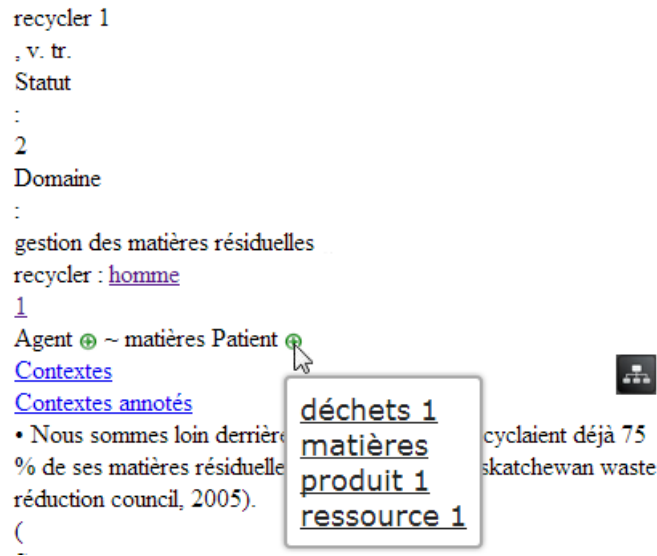 recycler 1
, v. tr.
Statut
:
2
Domaine
:
gestion des matières résiduelles
recycler : homme
1
Agent ~ matières Patient
Contextes
Contextes annotés
• Nous sommes loin derrière cyclaient déjà 75
% de ses matières résiduelle skatchewan waste
réduction council, 2005).
(
déchets 1
matières
produit 1
ressource 1